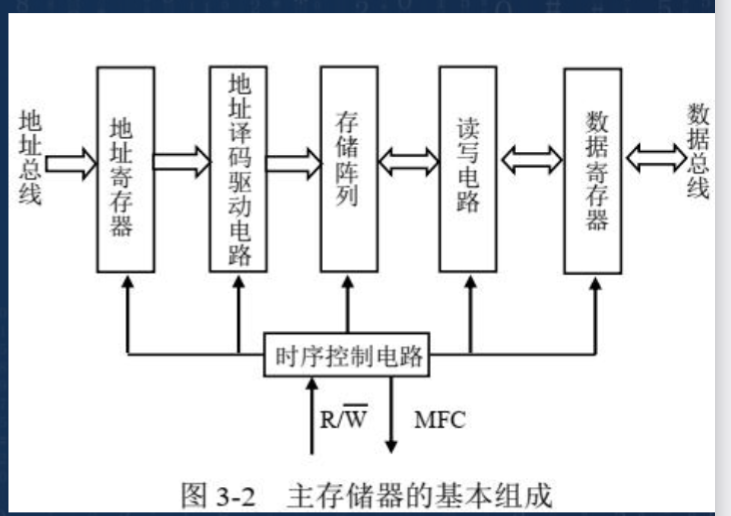 地址总线
地址寄存器
地址译码驱动电路
存储阵列
读写电路
数据寄存器
数据总线
时序控制电路
R/W̅
MFC
图 3-2 主存储器的基本组成